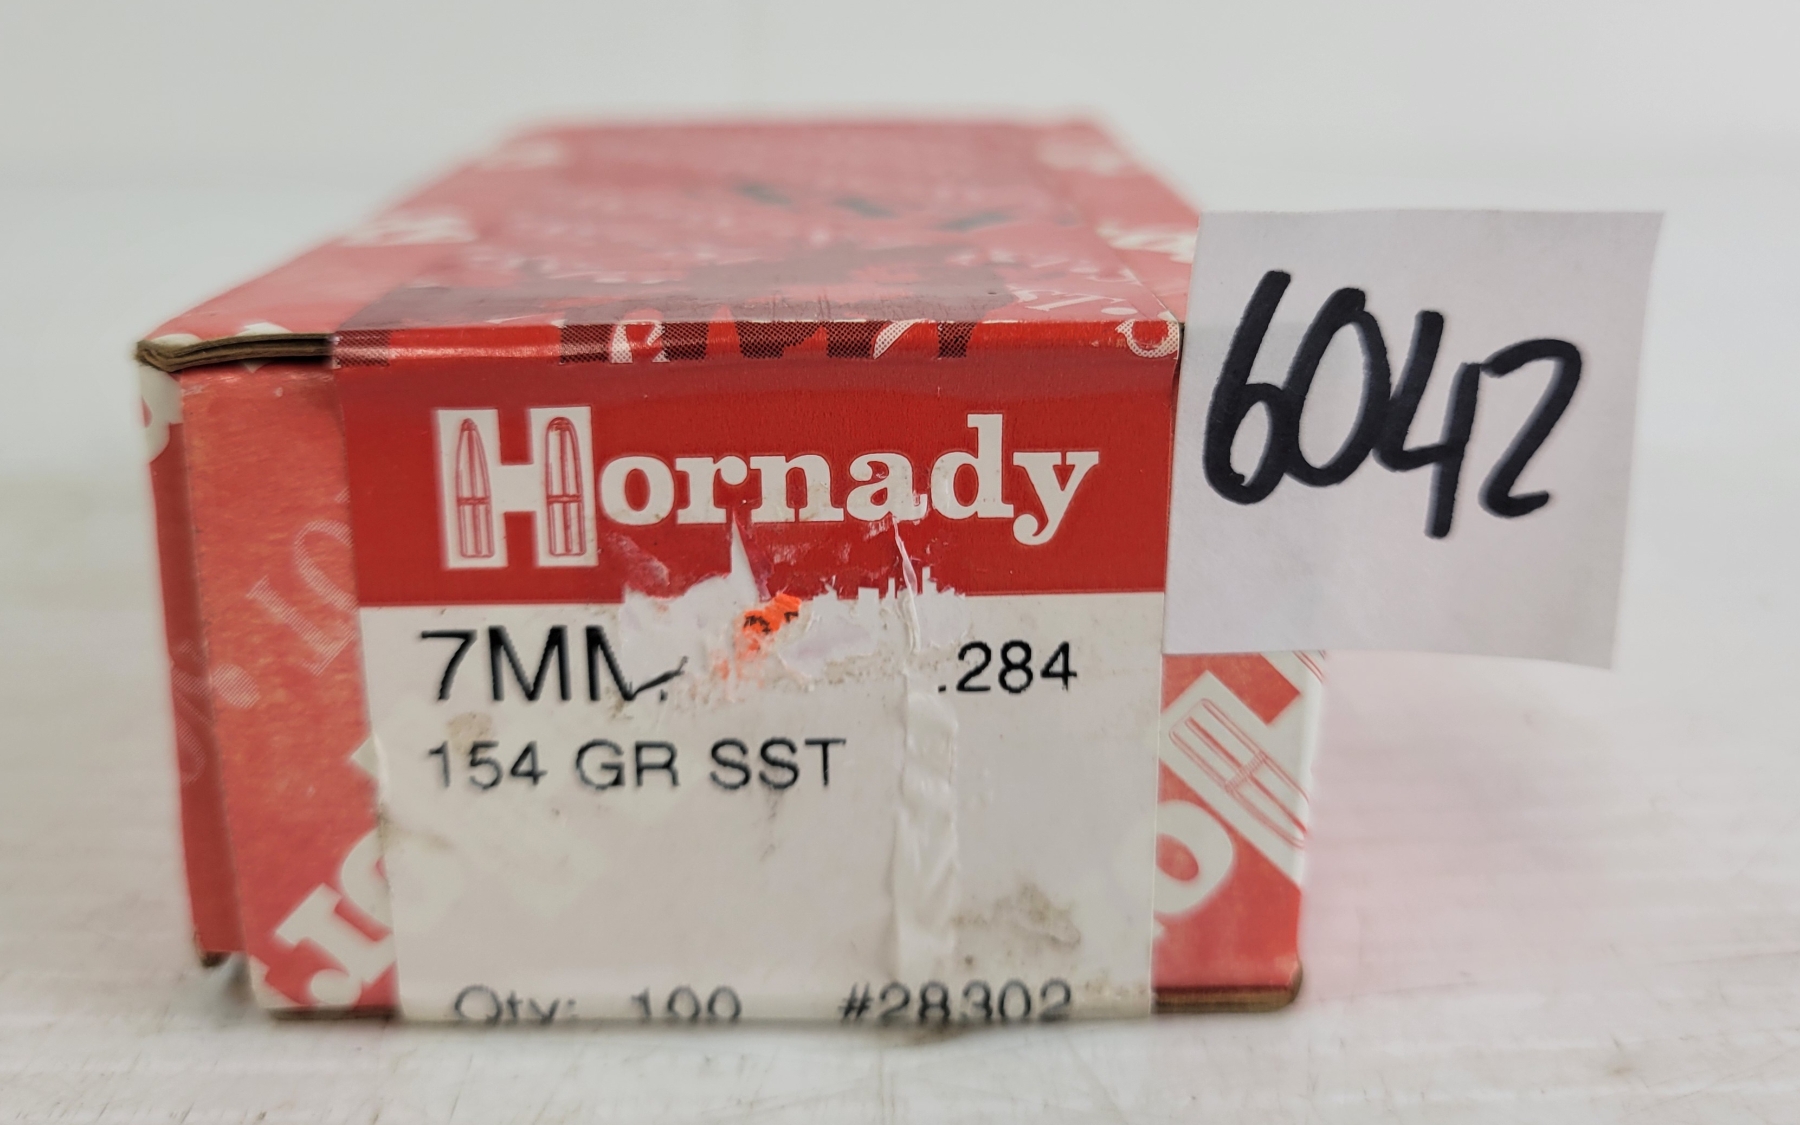 Hornady
6042
7MM .284
154 GR SST
Qty: 100 #28302